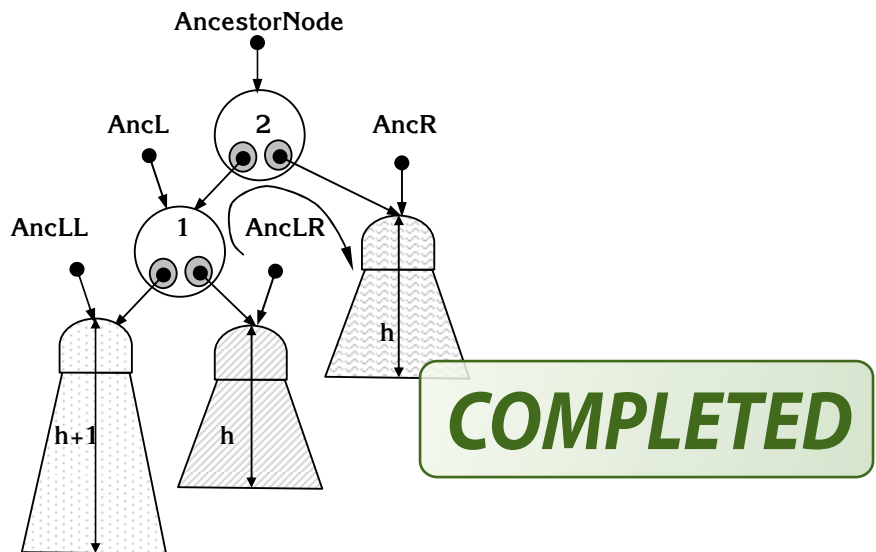 AncestorNode
2
AncL
AncR
1
AncLL
AncLR
h
h+1
h
COMPLETED